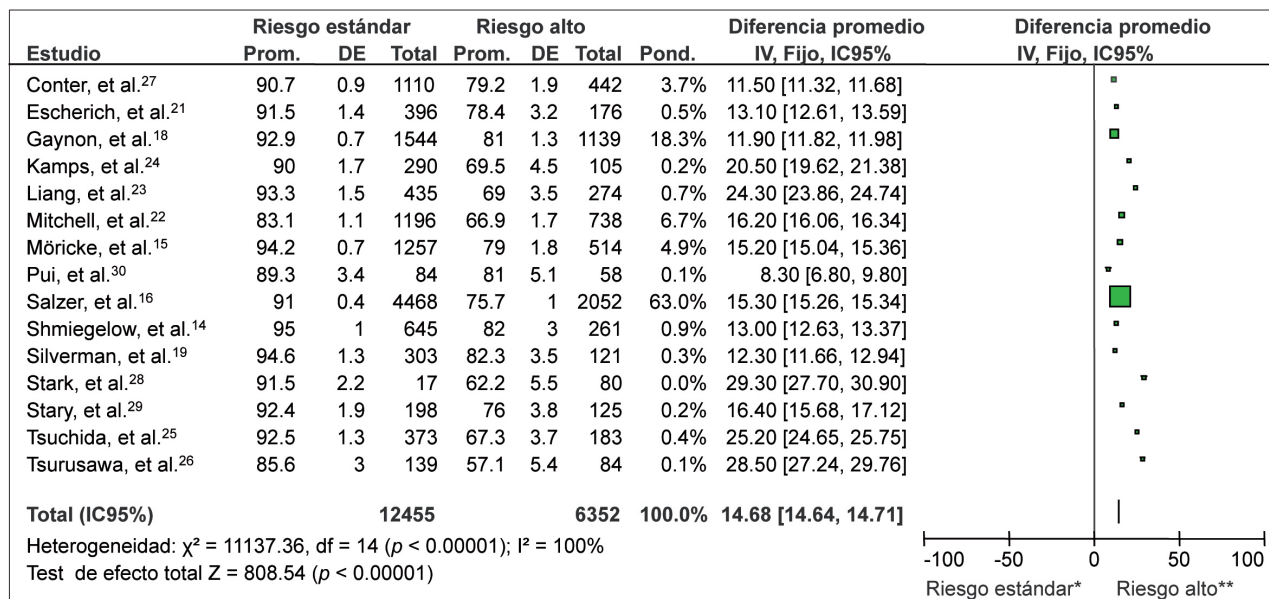 Riesgo estándar Riesgo alto Diferencia promedio Diferencia promedio
Estudio Prom. DE Total Prom. DE Total Pond. IV, Fijo, IC95% IV, Fijo, IC95%
Conter, et al.27 90.7 0.9 1110 79.2 1.9 442 3.7% 11.50 [11.32, 11.68]
Escherich, et al.21 91.5 1.4 396 78.4 3.2 176 0.5% 13.10 [12.61, 13.59]
Gaynon, et al.18 92.9 0.7 1544 81 1.3 1139 18.3% 11.90 [11.82, 11.98]
Kamps, et al.24 90 1.7 290 69.5 4.5 105 0.2% 20.50 [19.62, 21.38]
Liang, et al.23 93.3 1.5 435 69 3.5 274 0.7% 24.30 [23.86, 24.74]
Mitchell, et al.22 83.1 1.1 1196 66.9 1.7 738 6.7% 16.20 [16.06, 16.34]
Möricke, et al.15 94.2 0.7 1257 79 1.8 514 4.9% 15.20 [15.04, 15.36]
Pui, et al.30 89.3 3.4 84 81 5.1 58 0.1% 8.30 [6.80, 9.80]
Salzer, et al.16 91 0.4 4468 75.7 1 2052 63.0% 15.30 [15.26, 15.34]
Shmiegelow, et al.14 95 1 645 82 3 261 0.9% 13.00 [12.63, 13.37]
Silverman, et al.19 94.6 1.3 303 82.3 3.5 121 0.3% 12.30 [11.66, 12.94]
Stark, et al.28 91.5 2.2 17 62.2 5.5 80 0.0% 29.30 [27.70, 30.90]
Stary, et al.29 92.4 1.9 198 76 3.8 125 0.2% 16.40 [15.68, 17.12]
Tsuchida, et al.25 92.5 1.3 373 67.3 3.7 183 0.4% 25.20 [24.65, 25.75]
Tsurusawa, et al.26 85.6 3 139 57.1 5.4 84 0.1% 28.50 [27.24, 29.76]
Total (IC95%) 12455 6352 100.0% 14.68 [14.64, 14.71]
Heterogeneidad: χ² = 11137.36, df = 14 (p < 0.00001); I² = 100%
Test de efecto total Z = 808.54 (p < 0.00001)
-100 -50 0 50 100
Riesgo estándar* Riesgo alto**